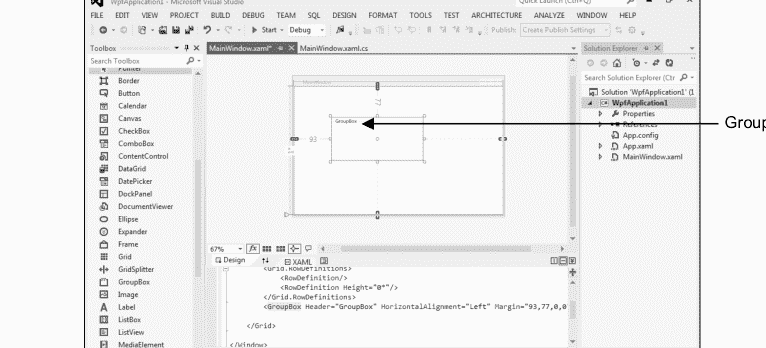 WpfApplication1 - Microsoft Visual Studio
Quick Launch (Ctrl+Q)
FILE EDIT VIEW PROJECT BUILD DEBUG TEAM SQL DESIGN FORMAT TOOLS TEST ARCHITECTURE ANALYZE WINDOW HELP
Start Debug Publish: Create Publish Settings
Toolbox
MainWindow.xaml* MainWindow.xaml.cs
Solution Explorer
Search Toolbox
Search Solution Explorer (Ctr
Pointer
Border
Button
Calendar
Canvas
CheckBox
ComboBox
ContentControl
DataGrid
DatePicker
DockPanel
DocumentViewer
Ellipse
Expander
Frame
Grid
GridSplitter
GroupBox
Image
Label
ListBox
ListView
MediaElement
MainWindow
77
GroupBox
93
Group
Solution 'WpfApplication1' (1
WpfApplication1
Properties
References
App.config
App.xaml
MainWindow.xaml
67% fx
Design XAML
<Grid.RowDefinitions>
<RowDefinition/>
<RowDefinition Height="0*"/>
</Grid.RowDefinitions>
<GroupBox Header="GroupBox" HorizontalAlignment="Left" Margin="93,77,0,0
</Grid>
</Window>